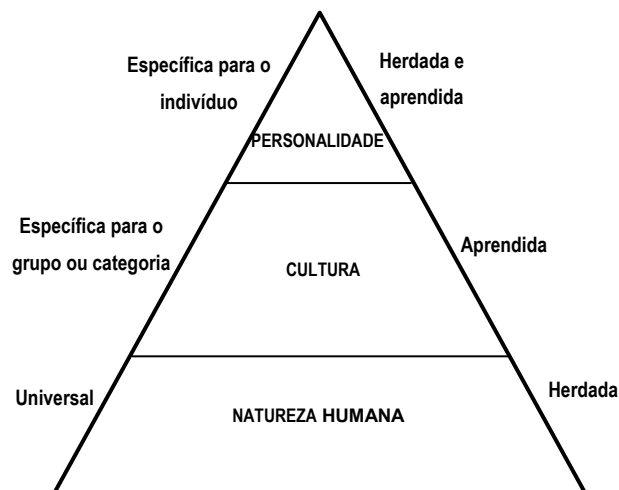 Específica para o
indivíduo
Herdada e
aprendida
PERSONALIDADE
Específica para o
grupo ou categoria
Aprendida
CULTURA
Universal
Herdada
NATUREZA HUMANA